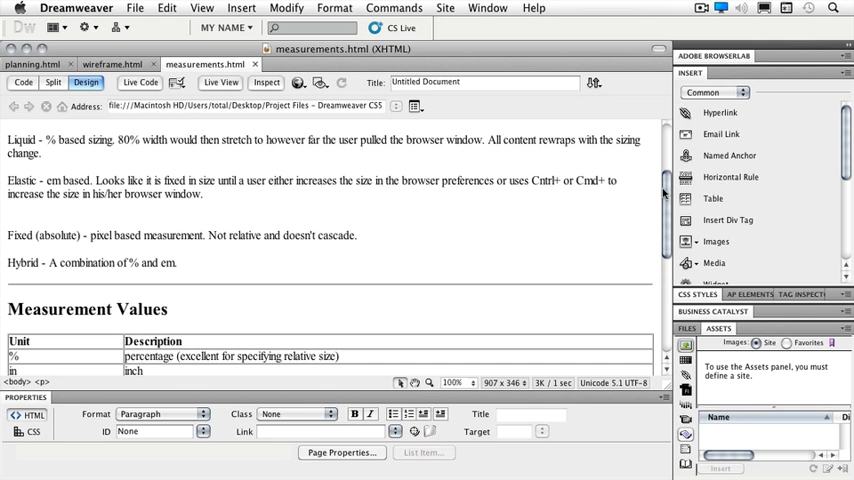 Dreamweaver File Edit View Insert Modify Format Commands Site Window Help
Dw MY NAME CS Live
measurements.html (XHTML)
planning.html wireframe.html measurements.html
Code Split Design Live Code Live View Inspect Title: Untitled Document
Address: file:///Macintosh HD/Users/total/Desktop/Project Files - Dreamweaver CS5
Liquid - % based sizing. 80% width would then stretch to however far the user pulled the browser window. All content rewraps with the sizing
change.
Elastic - em based. Looks like it is fixed in size until a user either increases the size in the browser preferences or uses Cntrl+ or Cmd+ to
increase the size in his/her browser window.
Fixed (absolute) - pixel based measurement. Not relative and doesn't cascade.
Hybrid - A combination of % and em.
Measurement Values
Unit Description
% percentage (excellent for specifying relative size)
in inch
<body> <p> 100% 907 x 346 3K / 1 sec Unicode 5.1 UTF-8
PROPERTIES
HTML Format Paragraph Class None B I Title
CSS ID None Link Target
Page Properties... List Item...
ADOBE BROWSERLAB
INSERT
Common
Hyperlink
Email Link
Named Anchor
Horizontal Rule
Table
Insert Div Tag
Images
Media
CSS STYLES AP ELEMENTS TAG INSPECT
BUSINESS CATALYST
FILES ASSETS
Images: Site Favorites
To use the Assets panel, you must
define a site.
Name Di
Insert